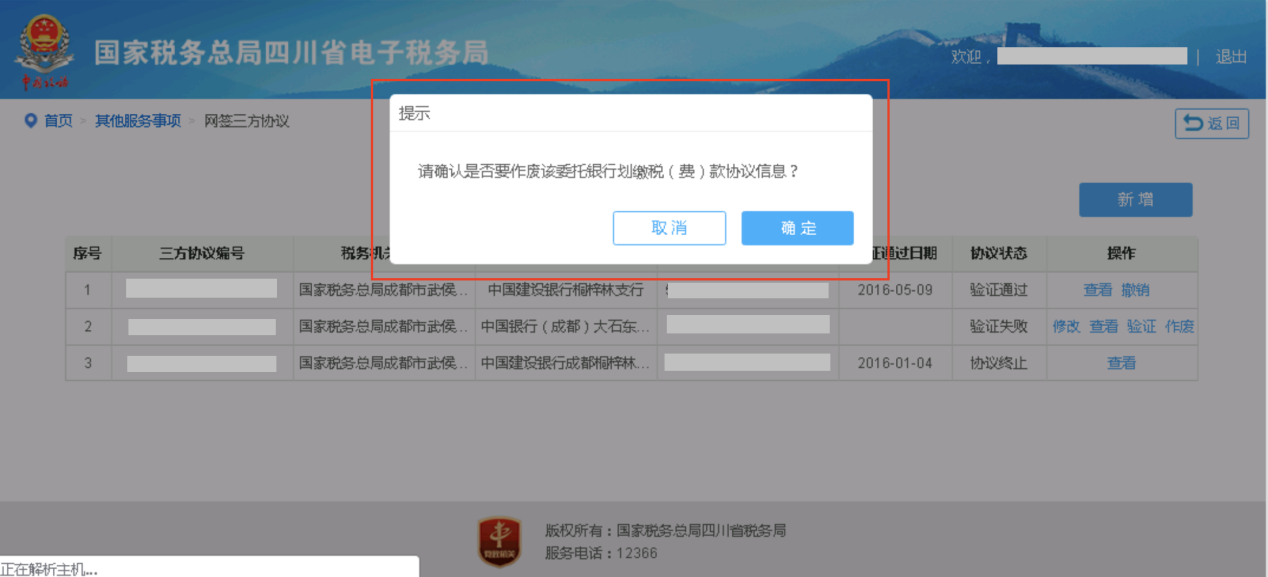 国家税务总局四川省电子税务局
欢迎，
| 退出
首页 > 其他服务事项 > 网签三方协议
返回
提示
请确认是否要作废该委托银行划缴税（费）款协议信息？
取消 确定
新增
序号 三方协议编号 税务机关 证通过日期 协议状态 操作
1 国家税务总局成都市武侯... 中国建设银行桐梓林支行 2016-05-09 验证通过 查看 撤销
2 国家税务总局成都市武侯... 中国银行（成都）大石东... 验证失败 修改 查看 验证 作废
3 国家税务总局成都市武侯... 中国建设银行成都桐梓林... 2016-01-04 协议终止 查看
版权所有：国家税务总局四川省税务局
服务电话：12366
党政机关
正在解析主机...